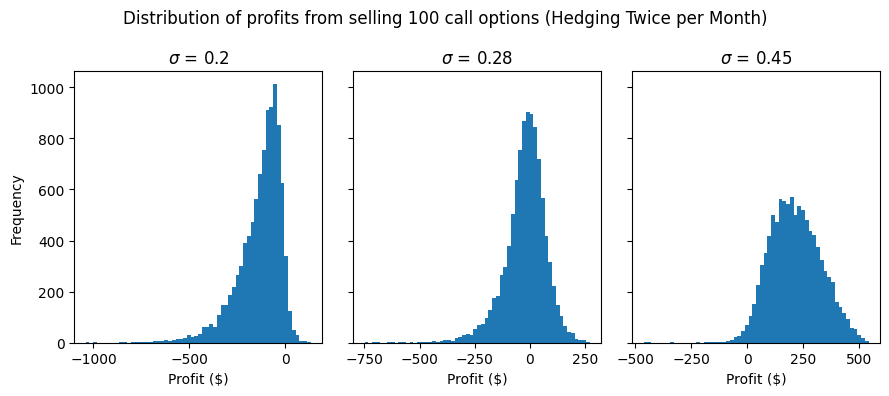 Distribution of profits from selling 100 call options (Hedging Twice per Month)
σ = 0.2
σ = 0.28
σ = 0.45
Frequency
1000
800
600
400
200
0
−1000
−500
0
−750
−500
−250
0
250
−500
−250
0
250
500
Profit ($)
Profit ($)
Profit ($)